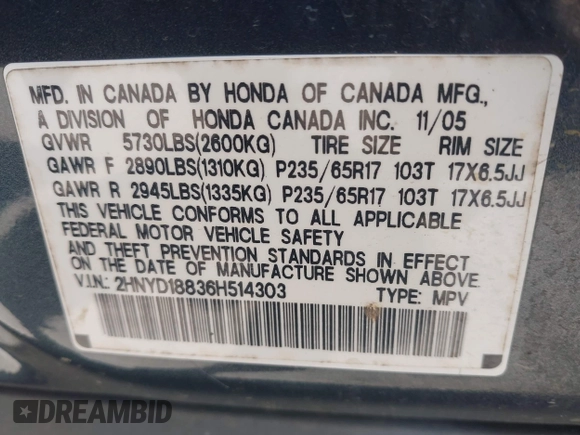 MFD. IN CANADA BY HONDA OF CANADA MFG.,
A DIVISION OF HONDA CANADA INC. 11/05
GVWR 5730LBS(2600KG) TIRE SIZE RIM SIZE
GAWR F 2890LBS(1310KG) P235/65R17 103T 17X6.5JJ
GAWR R 2945LBS(1335KG) P235/65R17 103T 17X6.5JJ
THIS VEHICLE CONFORMS TO ALL APPLICABLE
FEDERAL MOTOR VEHICLE SAFETY
AND THEFT PREVENTION STANDARDS IN EFFECT
ON THE DATE OF MANUFACTURE SHOWN ABOVE.
V.I.N.: 2HNYD18836H514303 TYPE: MPV
DREAMBID